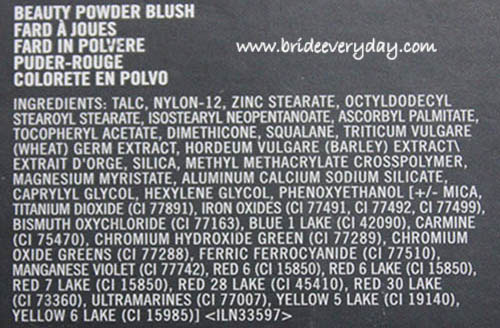 BEAUTY POWDER BLUSH
FARD À JOUES
FARD IN POLVERE
PUDER-ROUGE
COLORETE EN POLVO
www.brideeveryday.com
INGREDIENTS: TALC, NYLON-12, ZINC STEARATE, OCTYLDODECYL
STEAROYL STEARATE, ISOSTEARYL NEOPENTANOATE, ASCORBYL PALMITATE,
TOCOPHERYL ACETATE, DIMETHICONE, SQUALANE, TRITICUM VULGARE
(WHEAT) GERM EXTRACT, HORDEUM VULGARE (BARLEY) EXTRACT\
EXTRAIT D'ORGE, SILICA, METHYL METHACRYLATE CROSSPOLYMER,
MAGNESIUM MYRISTATE, ALUMINUM CALCIUM SODIUM SILICATE,
CAPRYLYL GLYCOL, HEXYLENE GLYCOL, PHENOXYETHANOL [+/- MICA,
TITANIUM DIOXIDE (CI 77891), IRON OXIDES (CI 77491, CI 77492, CI 77499),
BISMUTH OXYCHLORIDE (CI 77163), BLUE 1 LAKE (CI 42090), CARMINE
(CI 75470), CHROMIUM HYDROXIDE GREEN (CI 77289), CHROMIUM
OXIDE GREENS (CI 77288), FERRIC FERROCYANIDE (CI 77510),
MANGANESE VIOLET (CI 77742), RED 6 (CI 15850), RED 6 LAKE (CI 15850),
RED 7 LAKE (CI 15850), RED 28 LAKE (CI 45410), RED 30 LAKE
(CI 73360), ULTRAMARINES (CI 77007), YELLOW 5 LAKE (CI 19140),
YELLOW 6 LAKE (CI 15985)] <ILN33597>